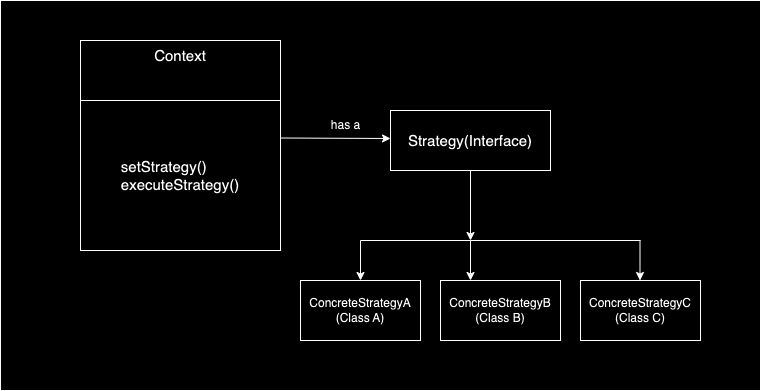 Context
setStrategy()
executeStrategy()
has a
Strategy(Interface)
ConcreteStrategyA
(Class A)
ConcreteStrategyB
(Class B)
ConcreteStrategyC
(Class C)